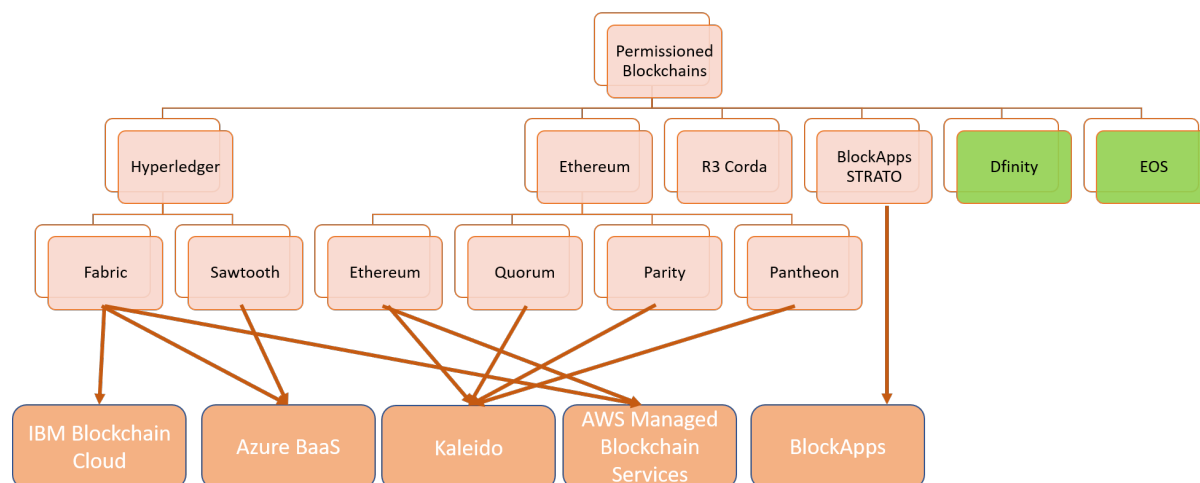 Permissioned
Blockchains
Hyperledger
Ethereum
R3 Corda
BlockApps
STRATO
Dfinity
EOS
Fabric
Sawtooth
Ethereum
Quorum
Parity
Pantheon
IBM Blockchain
Cloud
Azure BaaS
Kaleido
AWS Managed
Blockchain
Services
BlockApps